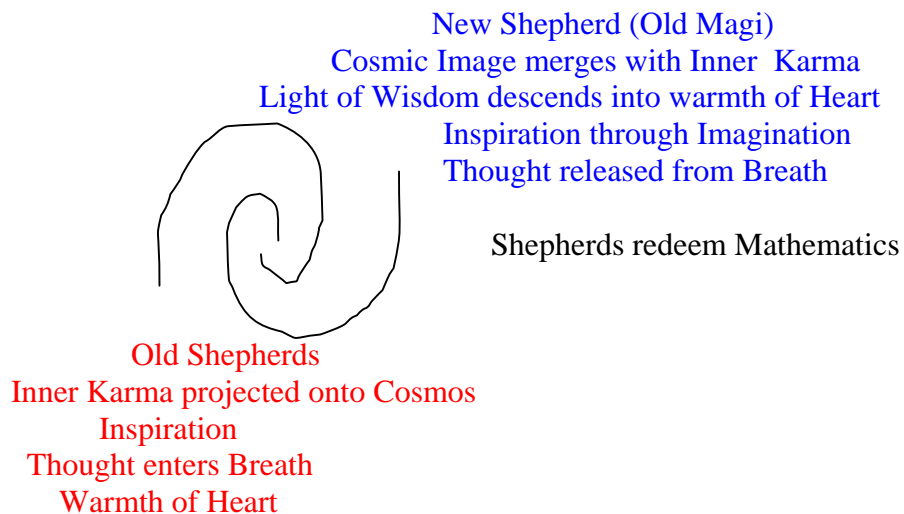 New Shepherd (Old Magi)
Cosmic Image merges with Inner Karma
Light of Wisdom descends into warmth of Heart
Inspiration through Imagination
Thought released from Breath
Shepherds redeem Mathematics
Old Shepherds
Inner Karma projected onto Cosmos
Inspiration
Thought enters Breath
Warmth of Heart